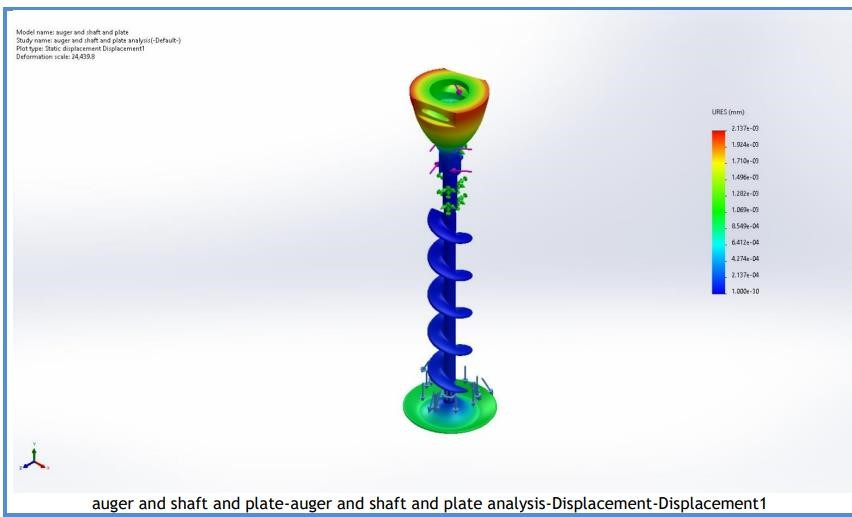 Model name: auger and shaft and plate
Study name: auger and shaft and plate analysis(-Default-)
Plot type: Static displacement Displacement1
Deformation scale: 24,439.8
URES (mm)
2.137e-03
1.924e-03
1.710e-03
1.496e-03
1.282e-03
1.069e-03
8.549e-04
6.412e-04
4.274e-04
2.137e-04
1.000e-30
Y
Z X
auger and shaft and plate-auger and shaft and plate analysis-Displacement-Displacement1